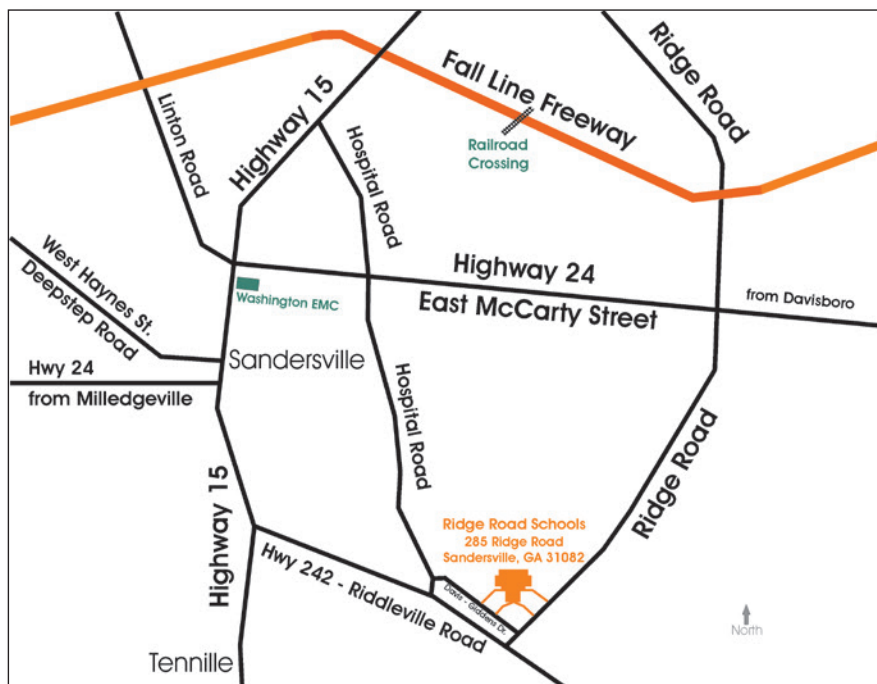 Ridge Road
Fall Line Freeway
Highway 15
Linton Road
Hospital Road
Railroad
Crossing
West Haynes St.
Deepstep Road
Highway 24
East McCarty Street
from Davisboro
Washington EMC
Sandersville
Hwy 24
from Milledgeville
Hospital Road
Ridge Road
Highway 15
Ridge Road Schools
285 Ridge Road
Sandersville, GA 31082
Hwy 242 - Riddleville Road
Davis - Giddens Dr.
North
Tennille